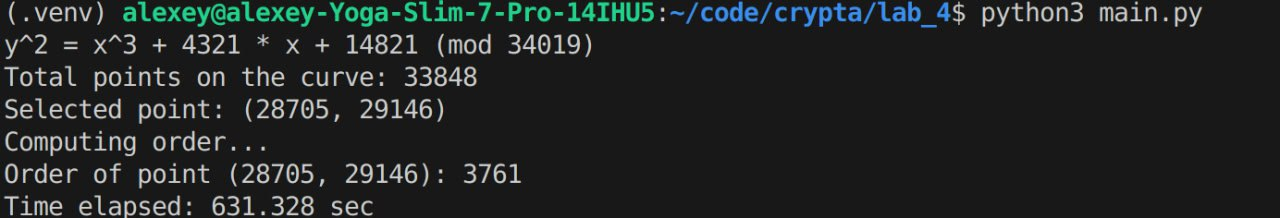 (.venv) alexey@alexey-Yoga-Slim-7-Pro-14IHU5:~/code/crypta/lab_4$ python3 main.py
y^2 = x^3 + 4321 * x + 14821 (mod 34019)
Total points on the curve: 33848
Selected point: (28705, 29146)
Computing order...
Order of point (28705, 29146): 3761
Time elapsed: 631.328 sec